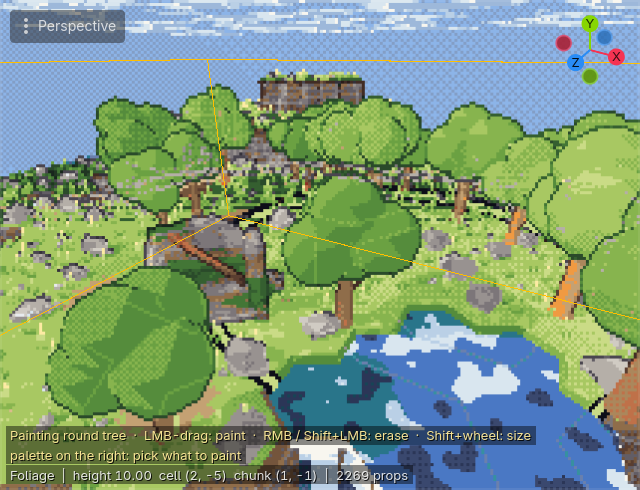 Perspective
Y
X
Z
Painting round tree · LMB-drag: paint · RMB / Shift+LMB: erase · Shift+wheel: size
palette on the right: pick what to paint
Foliage | height 10.00 cell (2, -5) chunk (1, -1) | 2269 props